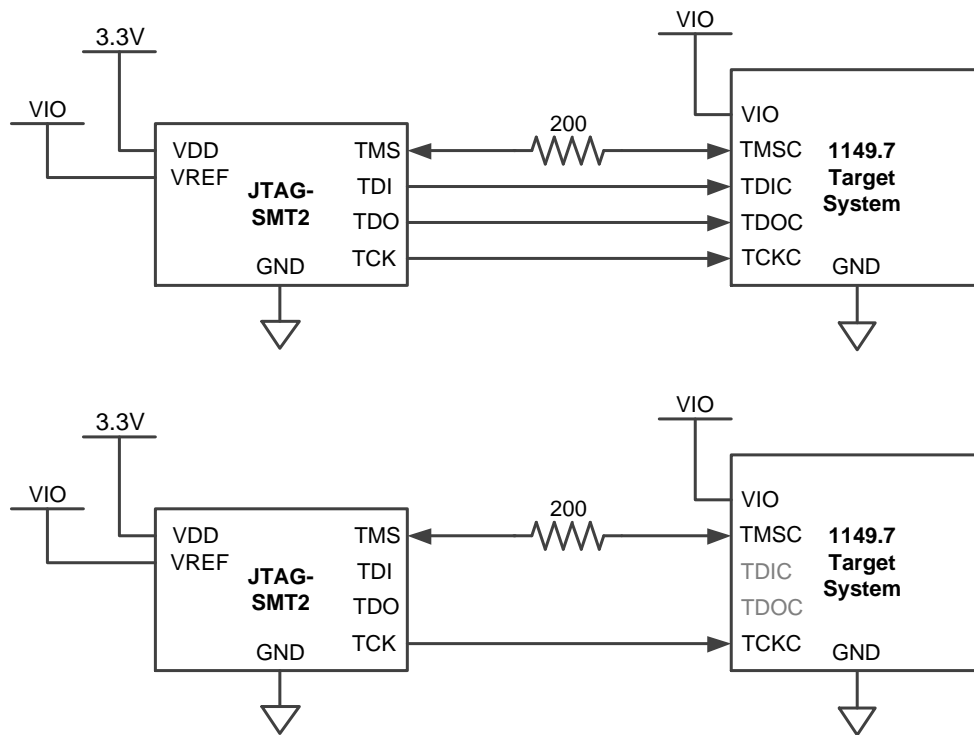 VIO
3.3V
VIO
VIO
200
VDD
TMS
TMSC
1149.7
VREF
TDI
TDIC
Target
JTAG-
SMT2
System
TDO
TDOC
GND
TCK
TCKC
GND
VIO
3.3V
VIO
VIO
200
VDD
TMS
TMSC
1149.7
VREF
TDI
TDIC
Target
JTAG-
SMT2
System
TDO
TDOC
GND
TCK
TCKC
GND